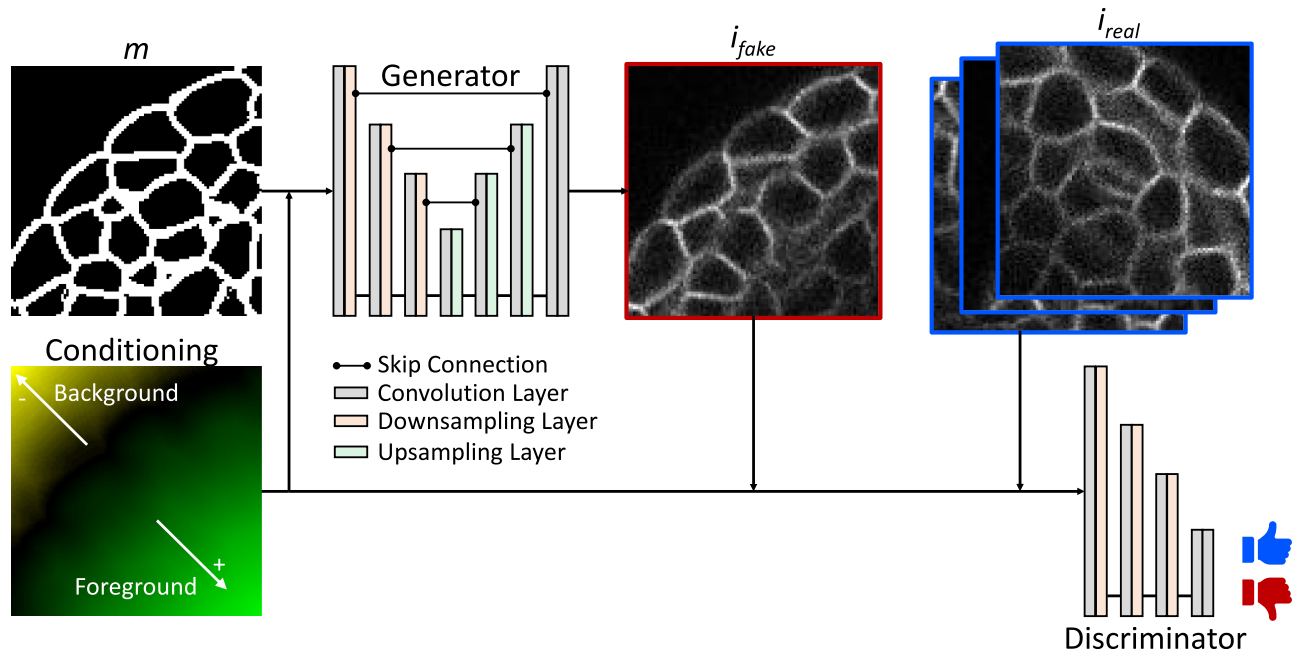 m
Generator
i_fake
i_real
Conditioning
Background
-
+
Foreground
Skip Connection
Convolution Layer
Downsampling Layer
Upsampling Layer
Discriminator